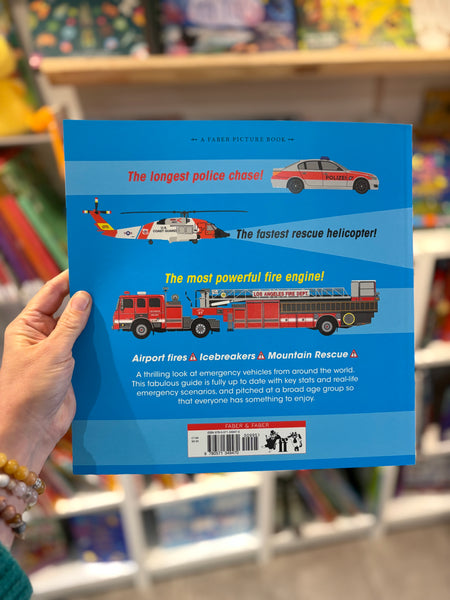 A FABER PICTURE BOOK
The longest police chase!
POLIZEI
U.S.
COAST GUARD
The fastest rescue helicopter!
The most powerful fire engine!
LOS ANGELES FIRE DEPT.
Airport fires Icebreakers Mountain Rescue
A thrilling look at emergency vehicles from around the world.
This fabulous guide is fully up to date with key stats and real-life
emergency scenarios, and pitched at a broad age group so
that everyone has something to enjoy.
FABER & FABER